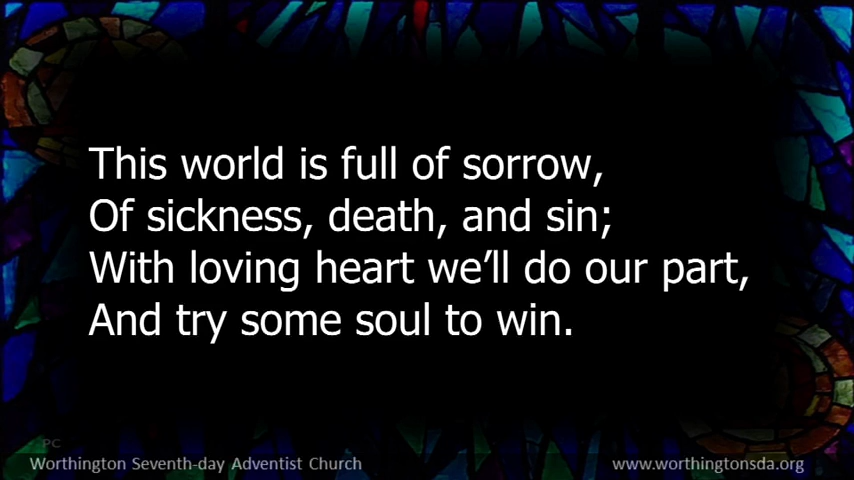 This world is full of sorrow,
Of sickness, death, and sin;
With loving heart we’ll do our part,
And try some soul to win.
PC
Worthington Seventh-day Adventist Church
www.worthingtonsda.org